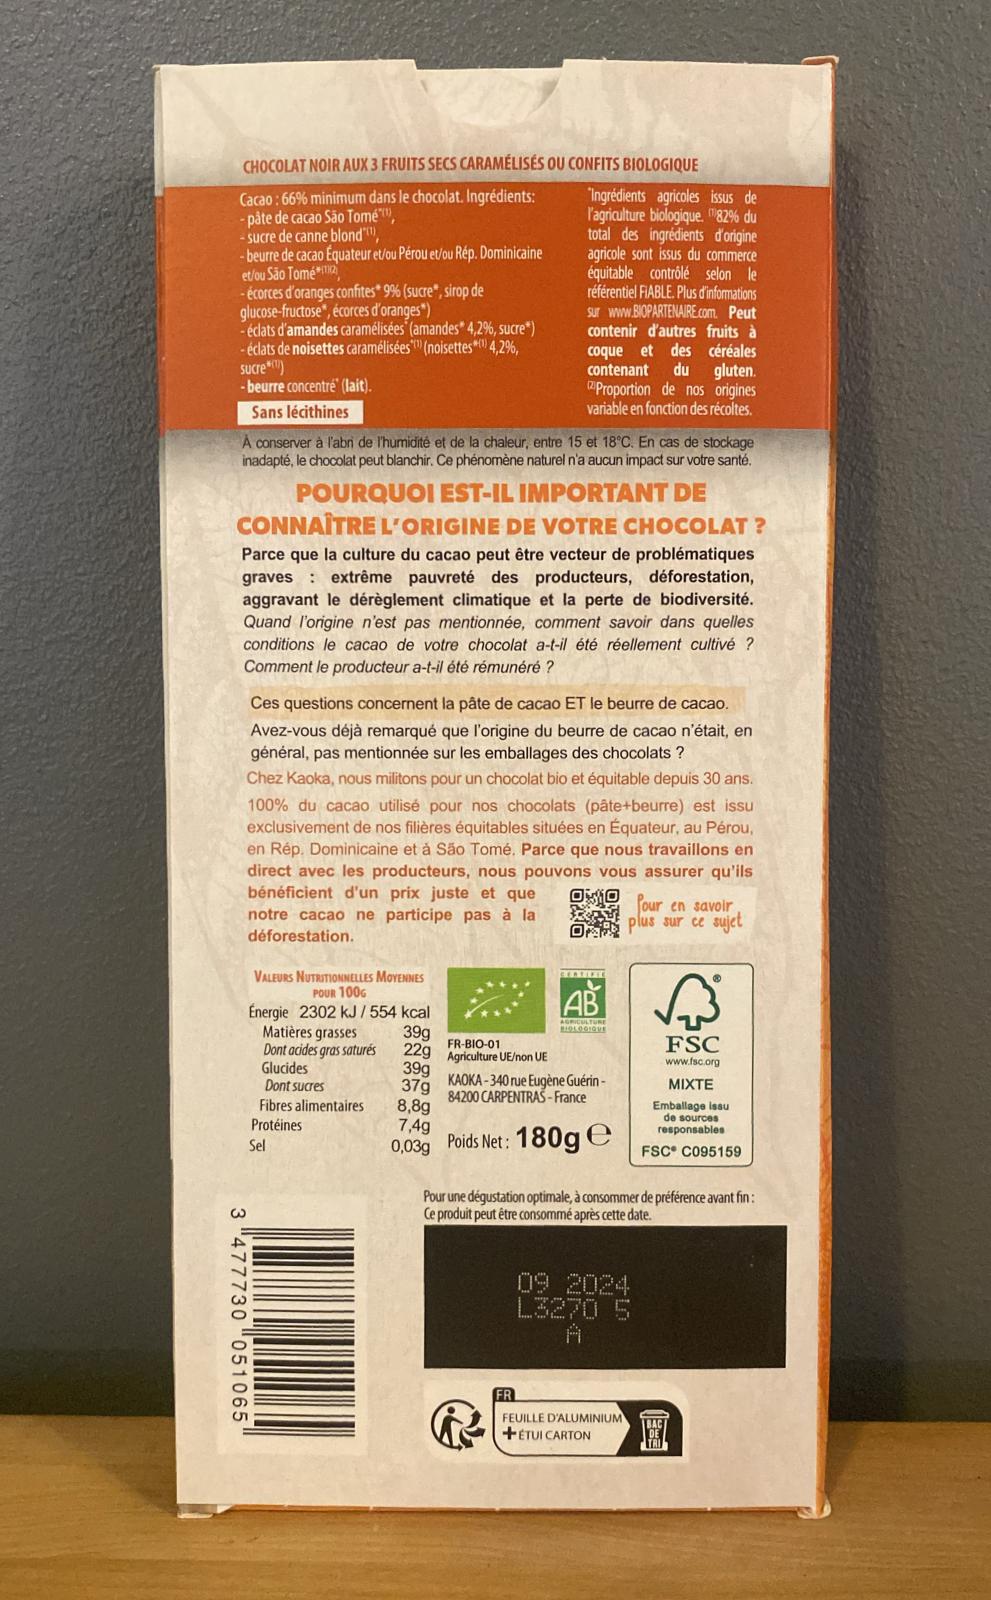 CHOCOLAT NOIR AUX 3 FRUITS SECS CARAMÉLISÉS OU CONFITS BIOLOGIQUE
Cacao : 66% minimum dans le chocolat. Ingrédients:
- pâte de cacao São Tomé*(1),
- sucre de canne blond*(1),
- beurre de cacao Équateur et/ou Pérou et/ou Rép. Dominicaine
et/ou São Tomé*(1)(2),
- écorces d'oranges confites* 9% (sucre*, sirop de
glucose-fructose*, écorces d'oranges*)
- éclats d'amandes caramélisées* (amandes* 4,2%, sucre*)
- éclats de noisettes caramélisées*(1) (noisettes*(1) 4,2%,
sucre*(1))
- beurre concentré* (lait).
Sans lécithines
*Ingrédients agricoles issus de
l'agriculture biologique. (1)82% du
total des ingrédients d'origine
agricole sont issus du commerce
équitable contrôlé selon le
référentiel FiABLE. Plus d'informations
sur www.BIOPARTENAIRE.com. Peut
contenir d'autres fruits à
coque et des céréales
contenant du gluten.
(2)Proportion de nos origines
variable en fonction des récoltes.
À conserver à l'abri de l'humidité et de la chaleur, entre 15 et 18°C. En cas de stockage
inadapté, le chocolat peut blanchir. Ce phénomène naturel n'a aucun impact sur votre santé.
POURQUOI EST-IL IMPORTANT DE
CONNAÎTRE L'ORIGINE DE VOTRE CHOCOLAT ?
Parce que la culture du cacao peut être vecteur de problématiques
graves : extrême pauvreté des producteurs, déforestation,
aggravant le dérèglement climatique et la perte de biodiversité.
Quand l'origine n'est pas mentionnée, comment savoir dans quelles
conditions le cacao de votre chocolat a-t-il été réellement cultivé ?
Comment le producteur a-t-il été rémunéré ?
Ces questions concernent la pâte de cacao ET le beurre de cacao.
Avez-vous déjà remarqué que l'origine du beurre de cacao n'était, en
général, pas mentionnée sur les emballages des chocolats ?
Chez Kaoka, nous militons pour un chocolat bio et équitable depuis 30 ans.
100% du cacao utilisé pour nos chocolats (pâte+beurre) est issu
exclusivement de nos filières équitables situées en Équateur, au Pérou,
en Rép. Dominicaine et à São Tomé. Parce que nous travaillons en
direct avec les producteurs, nous pouvons vous assurer qu'ils
bénéficient d'un prix juste et que
notre cacao ne participe pas à la
déforestation.
Pour en savoir
plus sur ce sujet
VALEURS NUTRITIONNELLES MOYENNES
POUR 100G
Énergie 2302 kJ / 554 kcal
Matières grasses 39g
Dont acides gras saturés 22g
Glucides 39g
Dont sucres 37g
Fibres alimentaires 8,8g
Protéines 7,4g
Sel 0,03g
CERTIFIÉ
AB
AGRICULTURE
BIOLOGIQUE
FR-BIO-01
Agriculture UE/non UE
KAOKA - 340 rue Eugène Guérin -
84200 CARPENTRAS - France
Poids Net : 180g e
®
FSC
www.fsc.org
MIXTE
Emballage issu
de sources
responsables
FSC® C095159
Pour une dégustation optimale, à consommer de préférence avant fin :
Ce produit peut être consommé après cette date.
09 2024
L3270 5
A
3 477730 051065
FR
FEUILLE D'ALUMINIUM
+ ÉTUI CARTON
BAC
DE
TRI